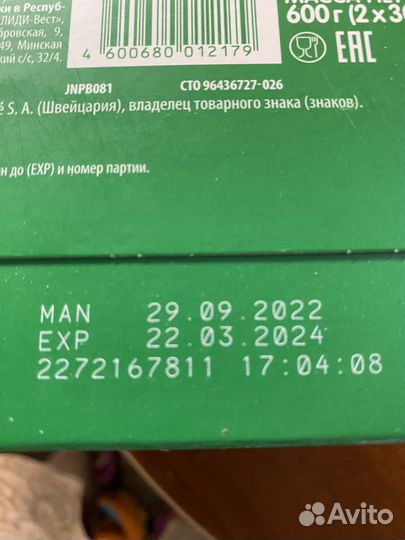 ки в Респуб-
ЛИДИ-Вест»,
бровская, 9,
49, Минская
кий с/с, 32/4.
4 600680 012179
600 г (2 x 30
ЕАС
JNPB081 СТО 96436727-026
é S. A. (Швейцария), владелец товарного знака (знаков).
н до (EXP) и номер партии.
MAN 29.09.2022
EXP 22.03.2024
2272167811 17:04:08
Avito